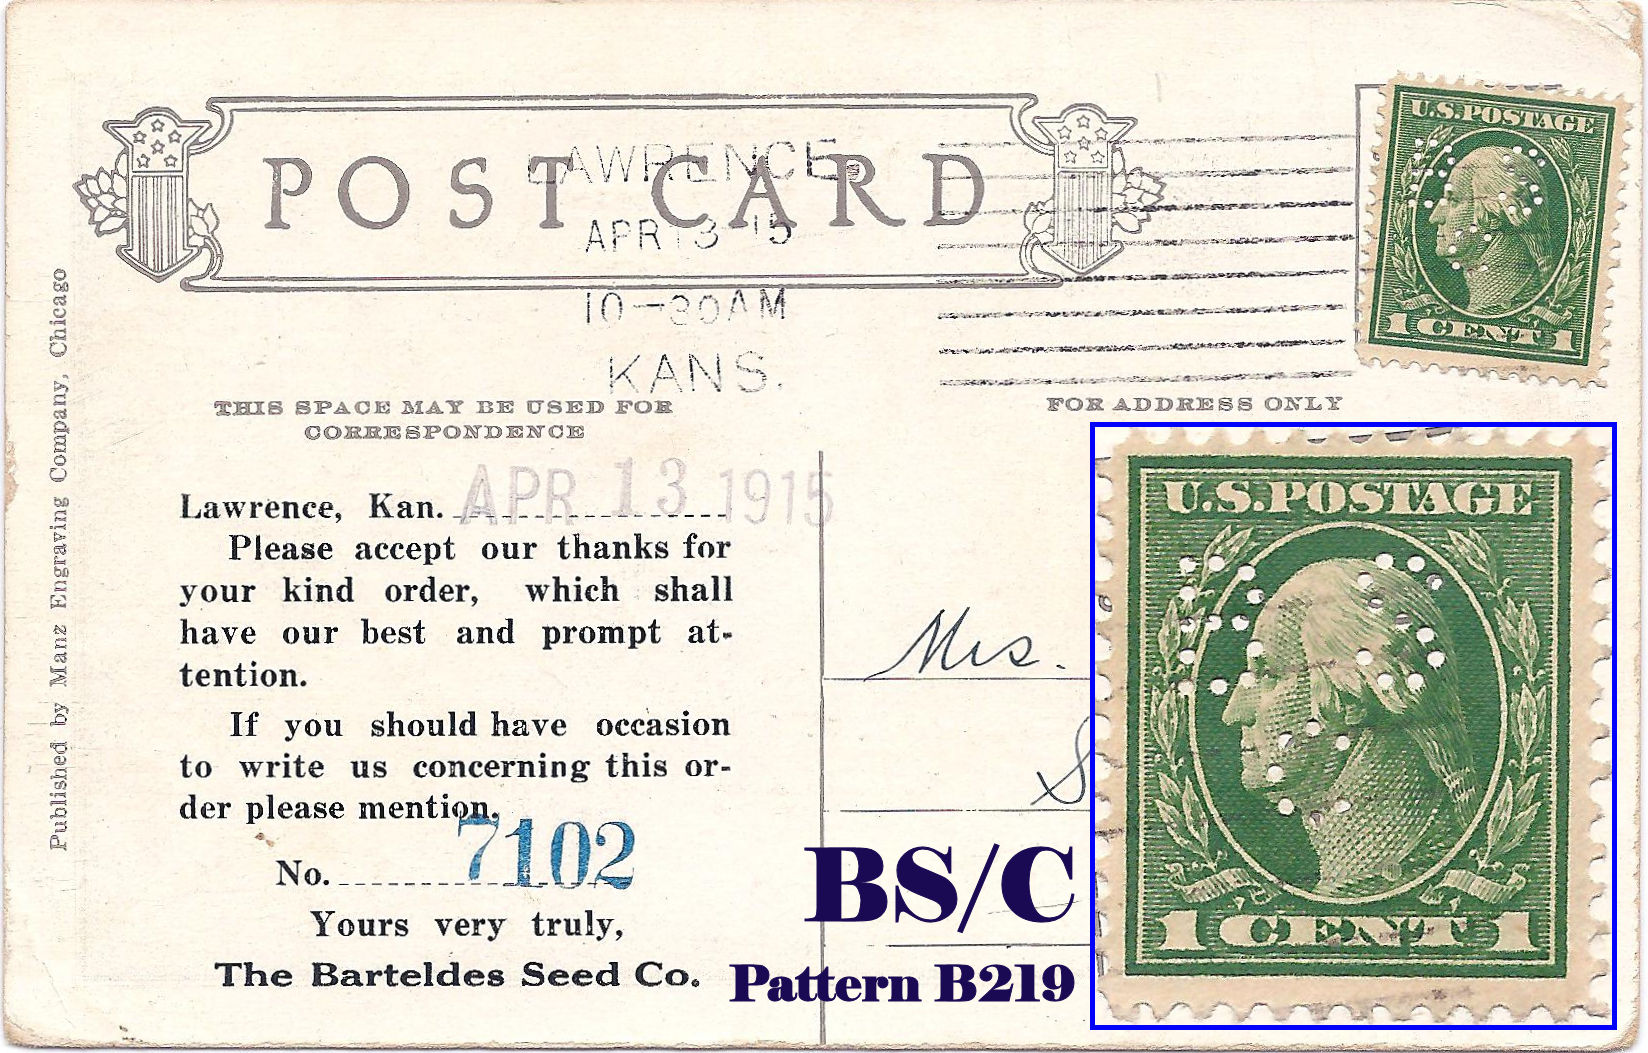 POST CARD
LAWRENCE,
APR 13 15
10-30AM
KANS.
U.S.POSTAGE
1 CENT 1
THIS SPACE MAY BE USED FOR
CORRESPONDENCE
FOR ADDRESS ONLY
Published by Manz Engraving Company, Chicago
Lawrence, Kan. APR 13 1915
Please accept our thanks for
your kind order, which shall
have our best and prompt at-
tention.
If you should have occasion
to write us concerning this or-
der please mention.
No. 7102
Yours very truly,
The Barteldes Seed Co.
Mrs.
S
U.S.POSTAGE
BS
C
1 CENT 1
BS/C
Pattern B219